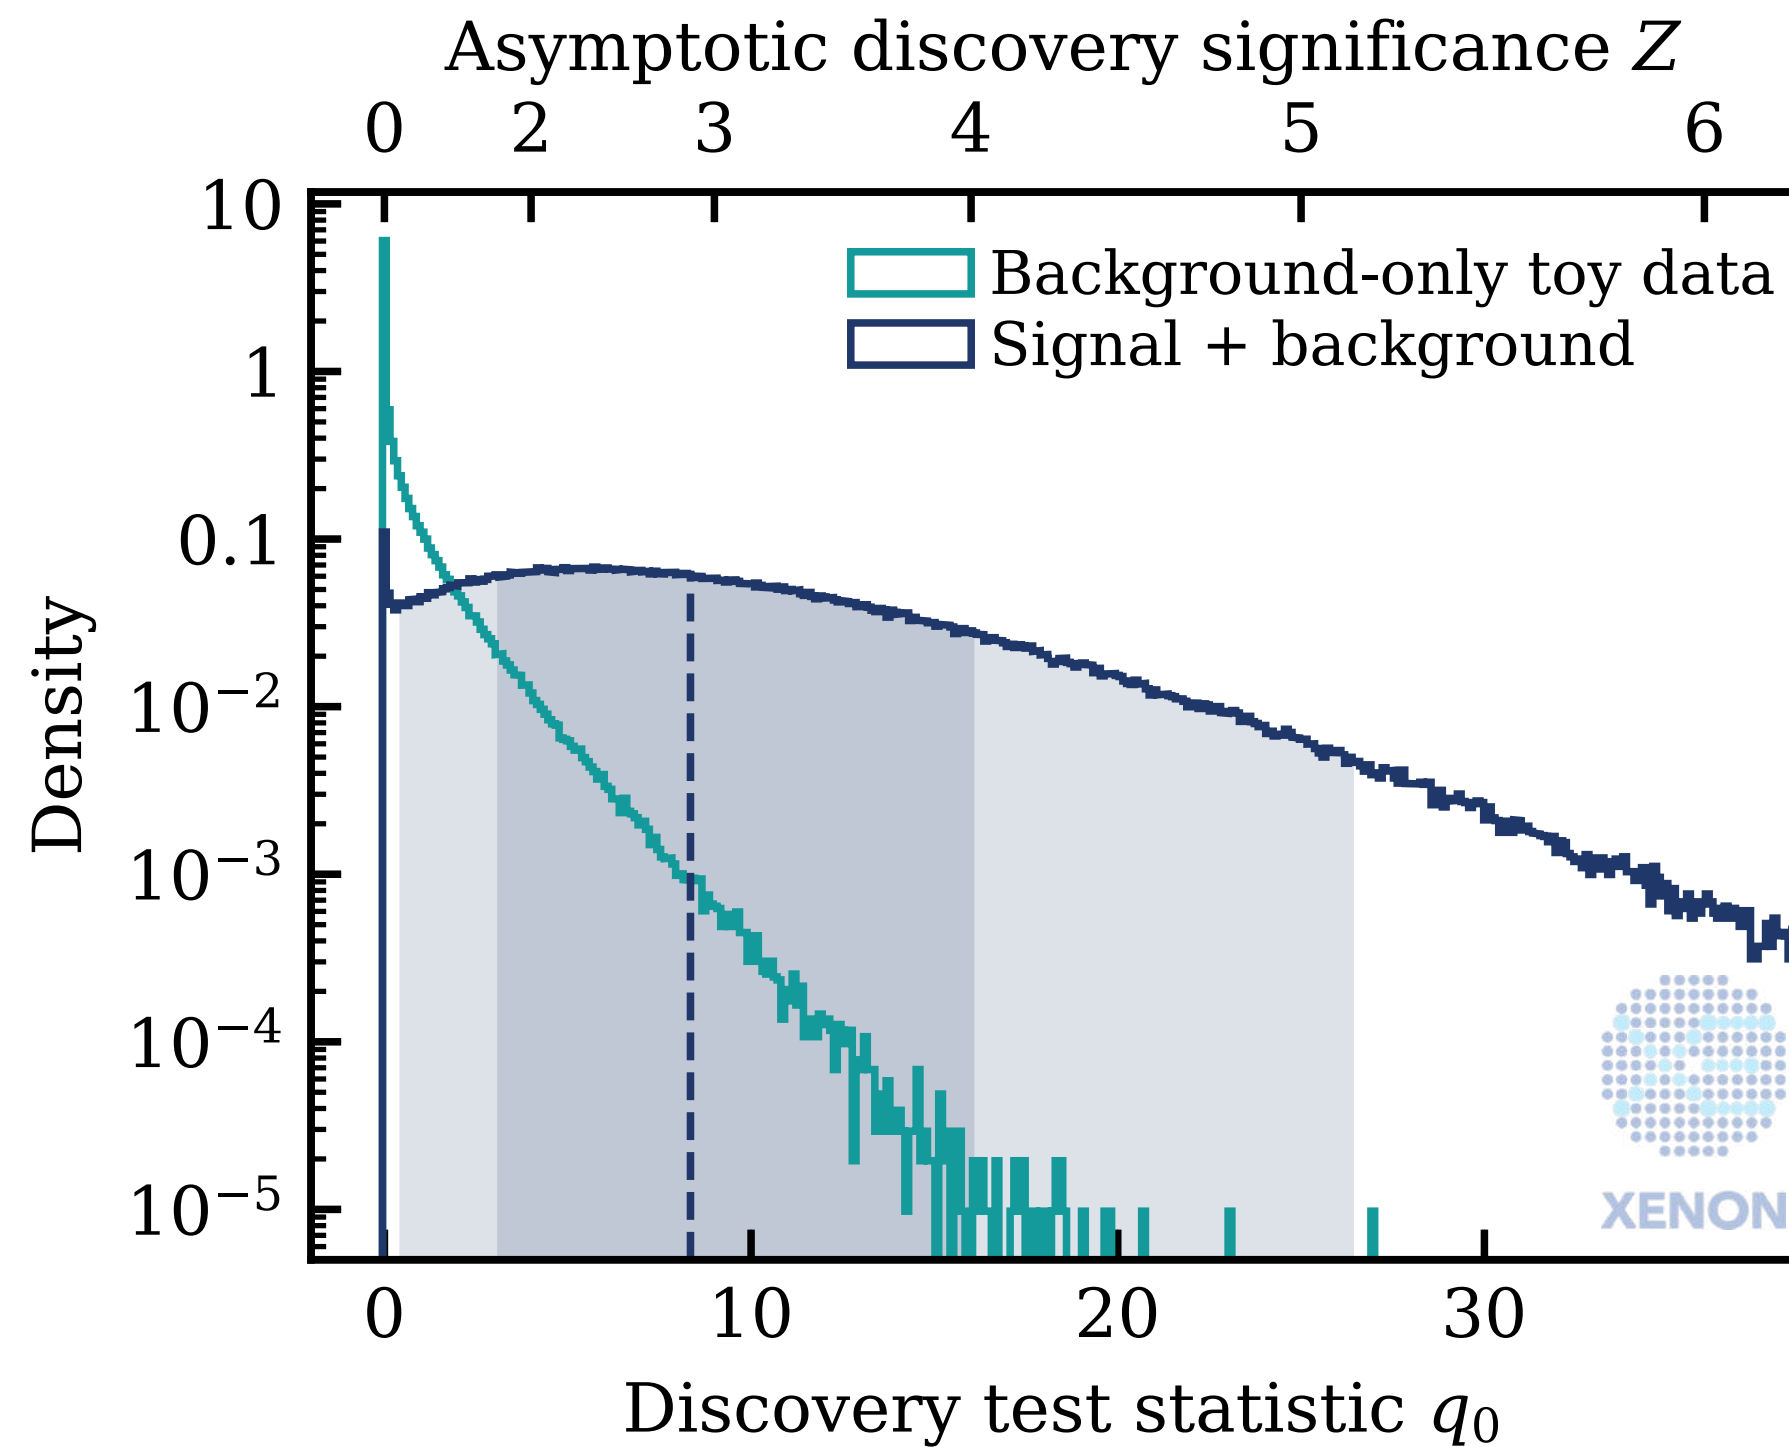 Asymptotic discovery significance Z
0 2 3 4 5 6
10
1
0.1
10⁻²
10⁻³
10⁻⁴
10⁻⁵
Density
Background-only toy data
Signal + background
XENON
0 10 20 30
Discovery test statistic q₀